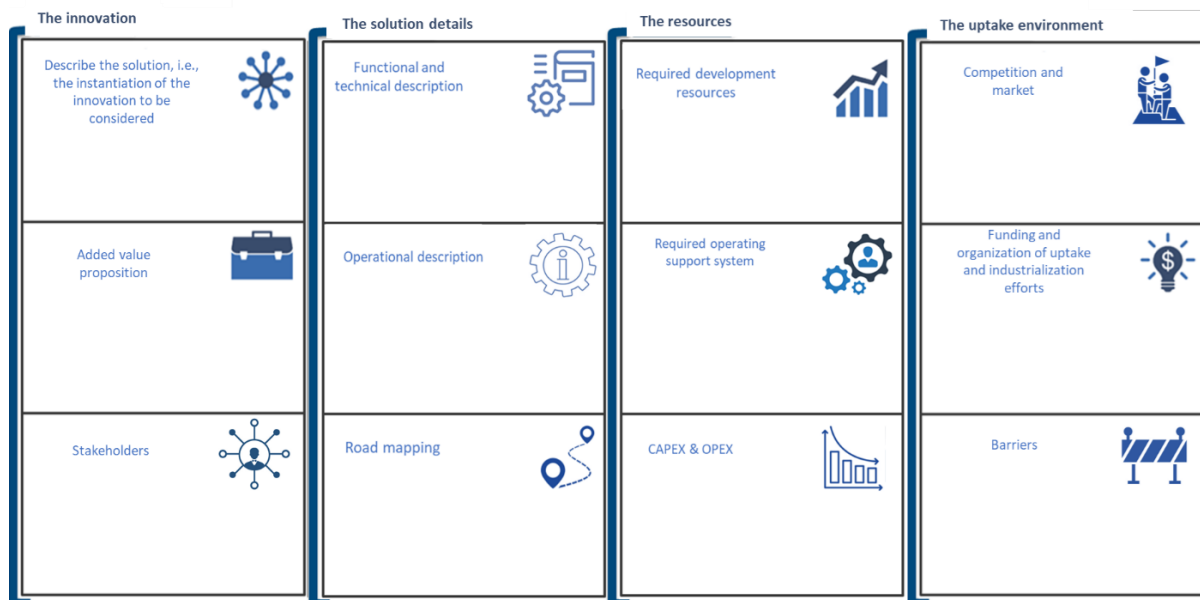 The innovation
Describe the solution, i.e.,
the instantiation of the
innovation to be
considered
Added value
proposition
Stakeholders
The solution details
Functional and
technical description
Operational description
i
Road mapping
The resources
Required development
resources
Required operating
support system
CAPEX & OPEX
The uptake environment
Competition and
market
Funding and
organization of uptake
and industrialization
efforts
$
Barriers